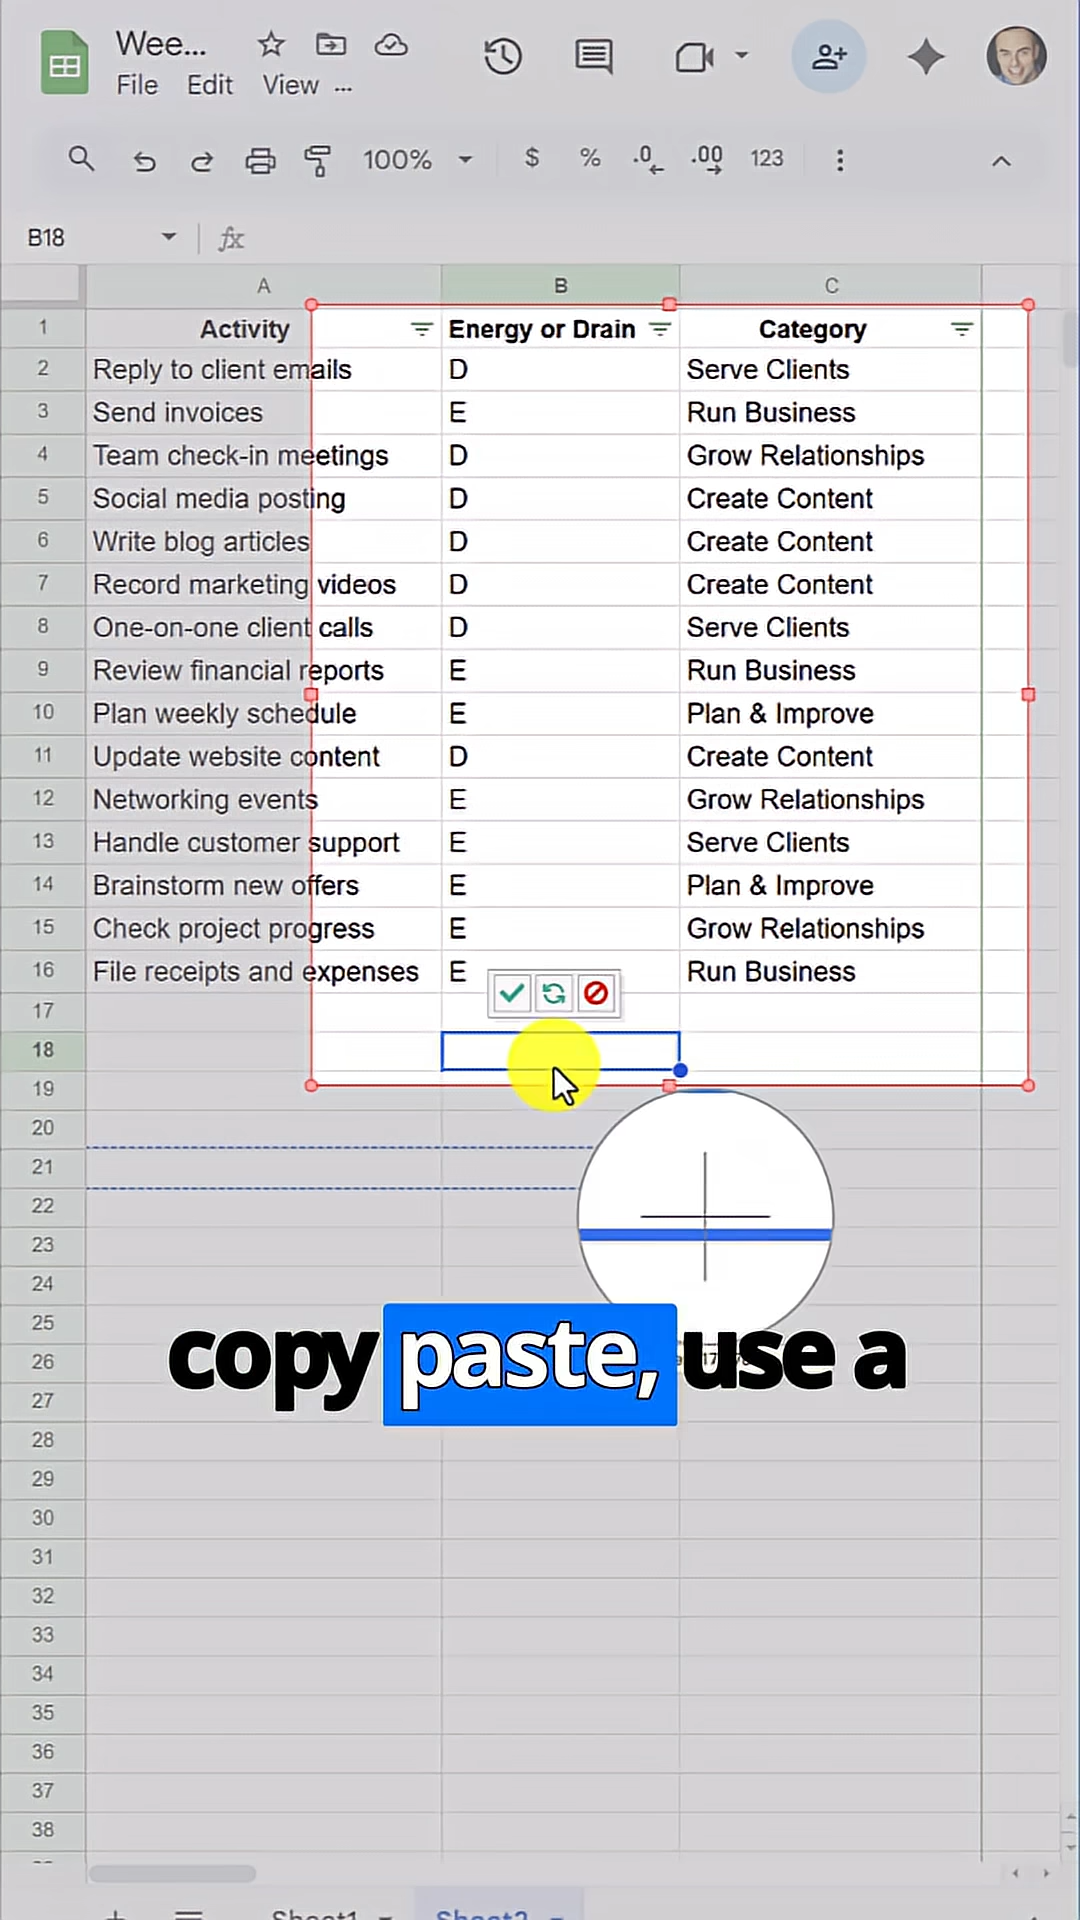 Wee...
File Edit View ...
100% $ % .0 .00 123
B18 fx
A B C
1 Activity Energy or Drain Category
2 Reply to client emails D Serve Clients
3 Send invoices E Run Business
4 Team check-in meetings D Grow Relationships
5 Social media posting D Create Content
6 Write blog articles D Create Content
7 Record marketing videos D Create Content
8 One-on-one client calls D Serve Clients
9 Review financial reports E Run Business
10 Plan weekly schedule E Plan & Improve
11 Update website content D Create Content
12 Networking events E Grow Relationships
13 Handle customer support E Serve Clients
14 Brainstorm new offers E Plan & Improve
15 Check project progress E Grow Relationships
16 File receipts and expenses E Run Business
17
18
19
20
21
22
23
24
25
copy paste, use a
26
27
28
29
30
31
32
33
34
35
36
37
38
Sheet1 Sheet2